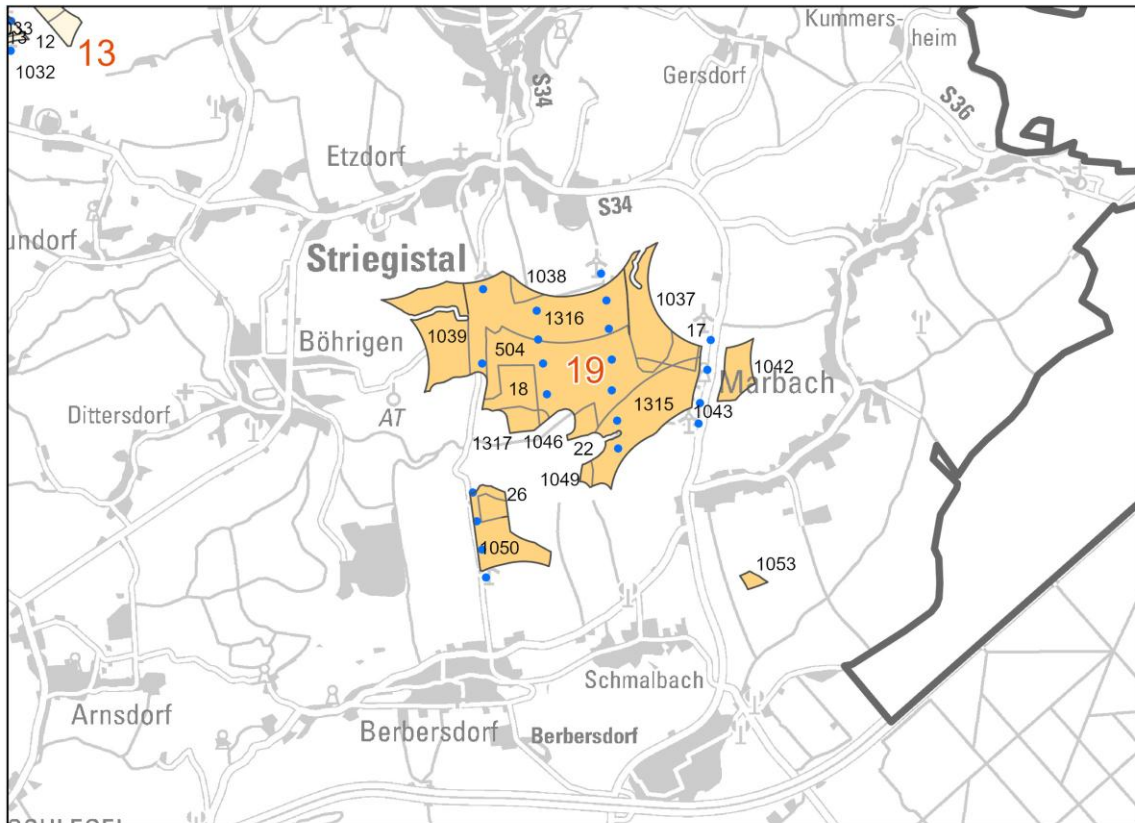 Kummers-
heim
12
13
1032
13
S34
Gersdorf
S36
Etzdorf
S34
undorf
Striegistal
1038
1037
1316
17
1039
Böhrigen
504
19
1042
Marbach
18
1315
1043
Dittersdorf
AT
1317
1046
22
1049
26
1050
1053
Schmalbach
Arnsdorf
Berbersdorf
Berbersdorf